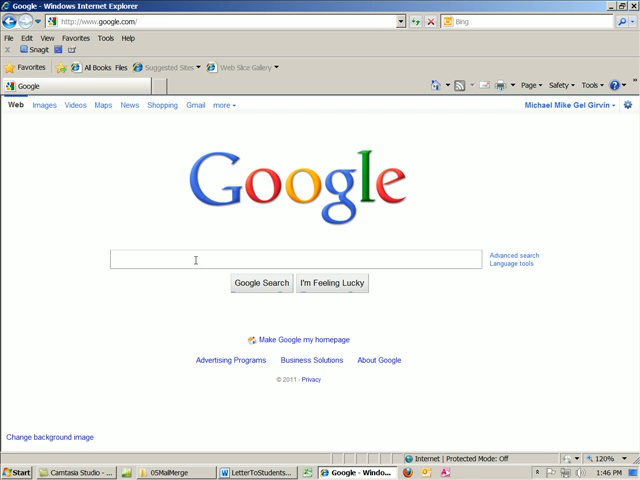 Google - Windows Internet Explorer
http://www.google.com/
Bing
File Edit View Favorites Tools Help
Snagit
Favorites All Books Files Suggested Sites Web Slice Gallery
Google
Page Safety Tools
Web Images Videos Maps News Shopping Gmail more
Michael Mike Gel Girvin
Google
Advanced search
Language tools
Google Search I'm Feeling Lucky
Make Google my homepage
Advertising Programs Business Solutions About Google
© 2011 - Privacy
Change background image
Internet | Protected Mode: Off 120%
Start Camtasia Studio - ... 05MailMerge LetterToStudents... Google - Windo... 1:46 PM